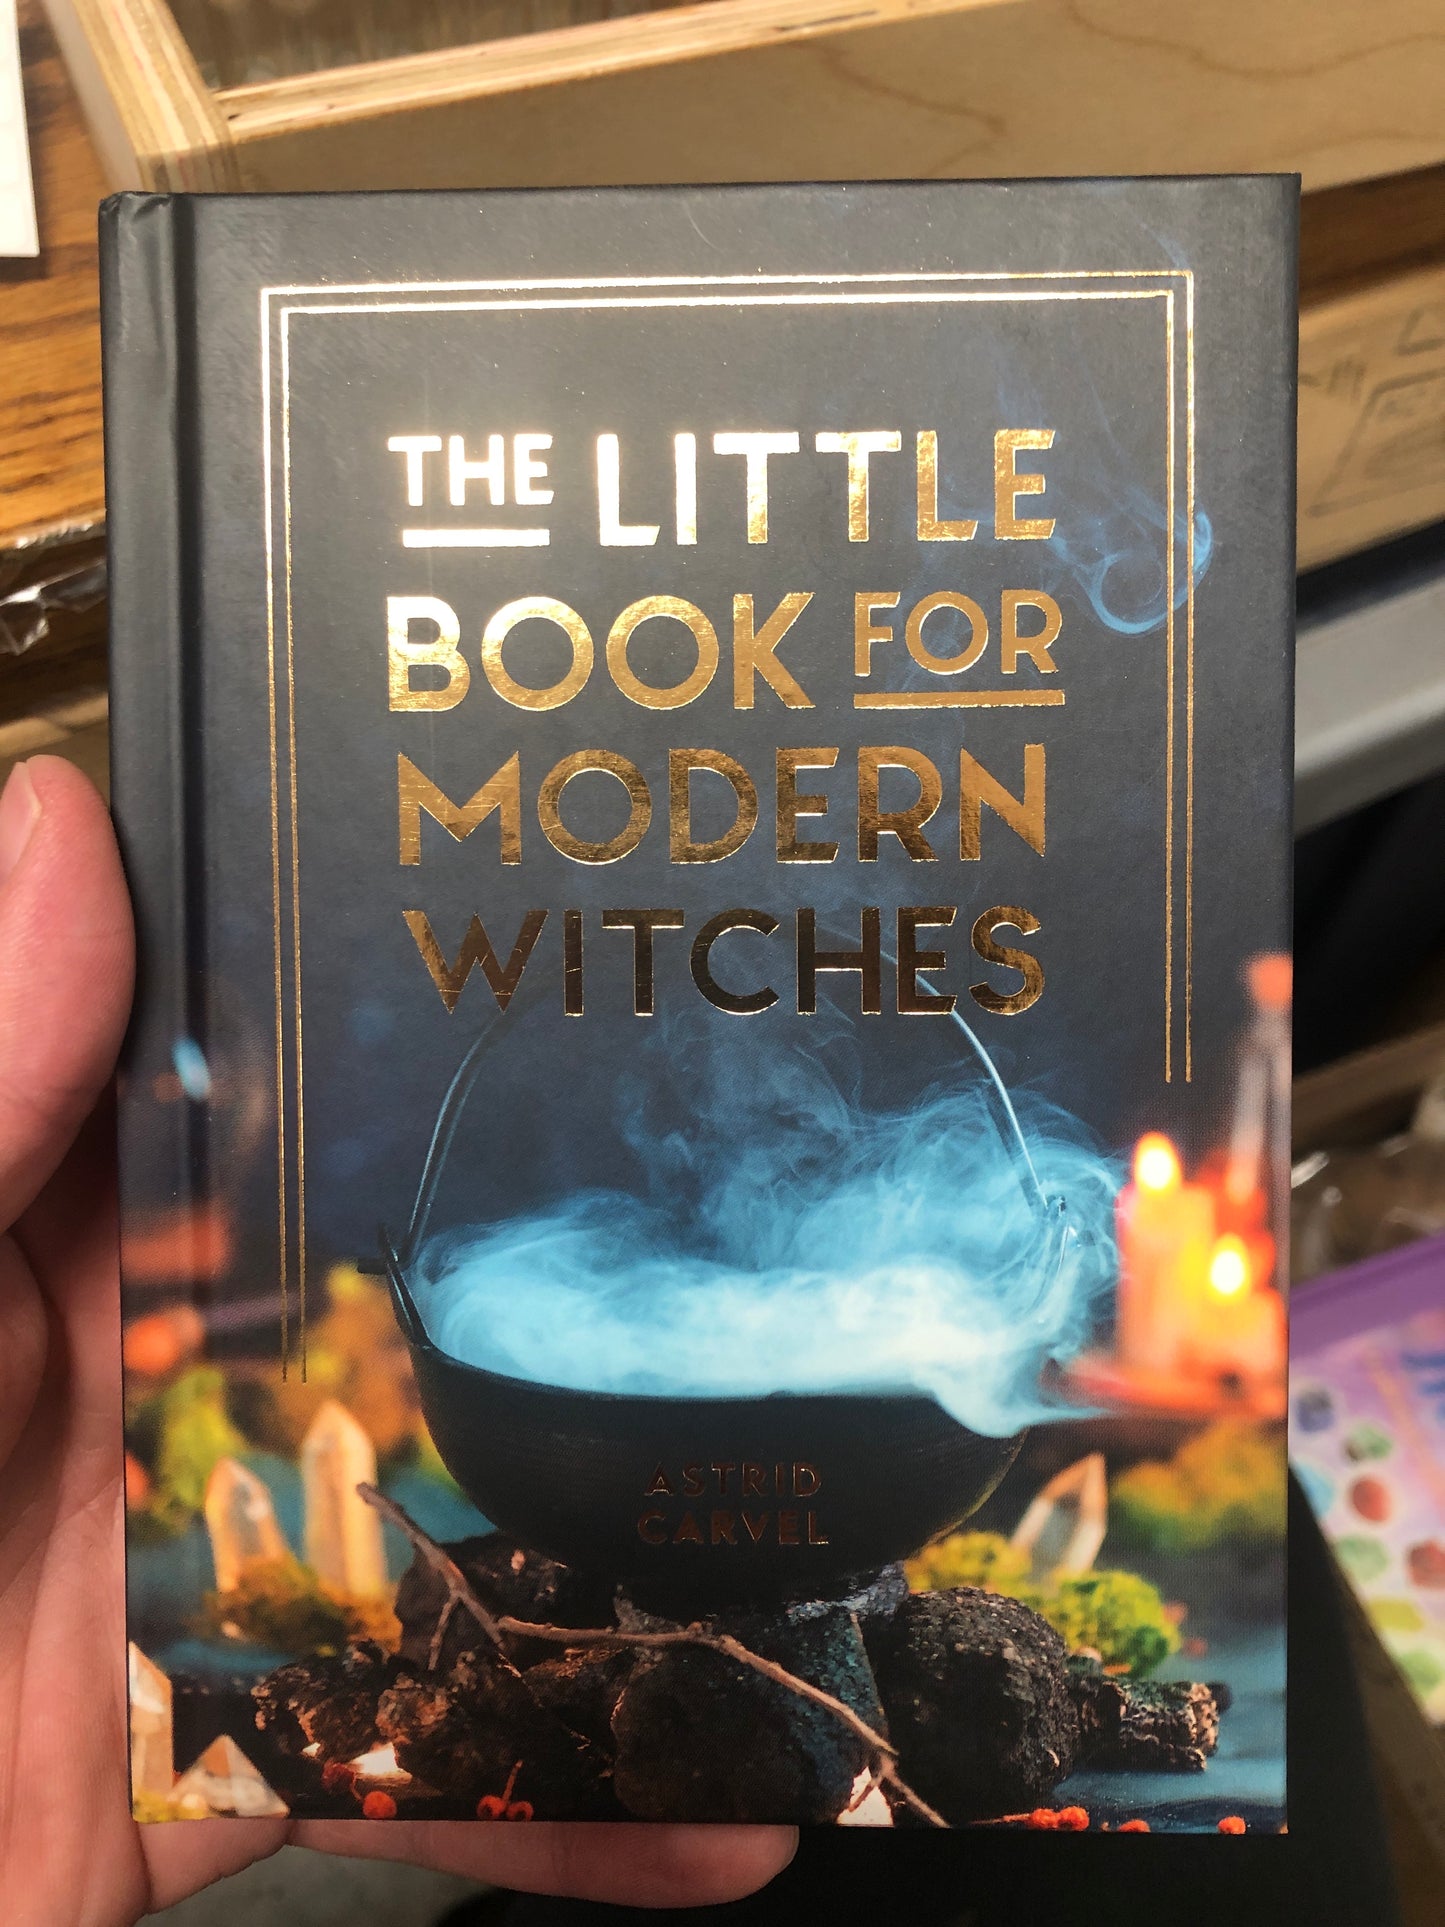 THE LITTLE
BOOK FOR
MODERN
WITCHES
ASTRID
CARVEL